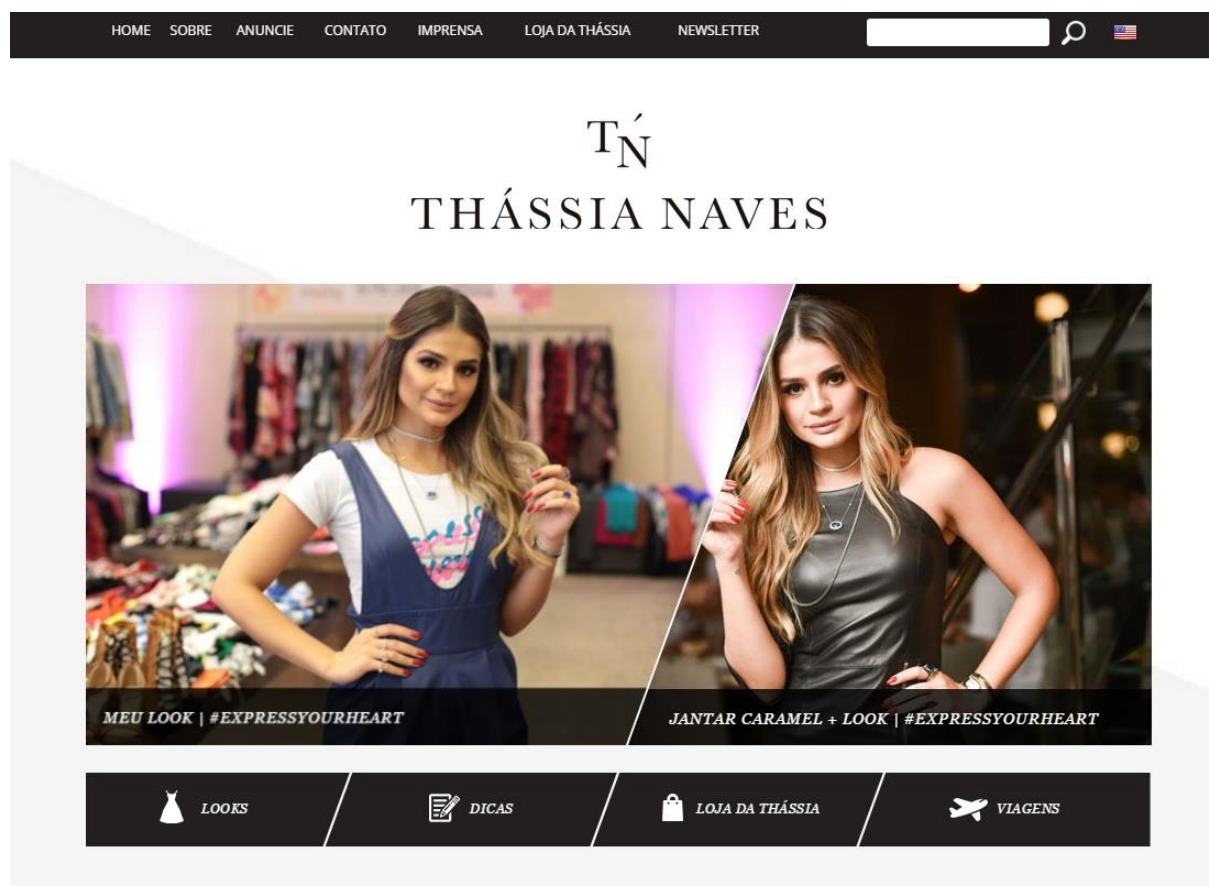 HOME SOBRE ANUNCIE CONTATO IMPRENSA LOJA DA THÁSSIA NEWSLETTER
TŃ
THÁSSIA NAVES
MEU LOOK | #EXPRESSYOURHEART
JANTAR CARAMEL + LOOK | #EXPRESSYOURHEART
LOOKS DICAS LOJA DA THÁSSIA VIAGENS